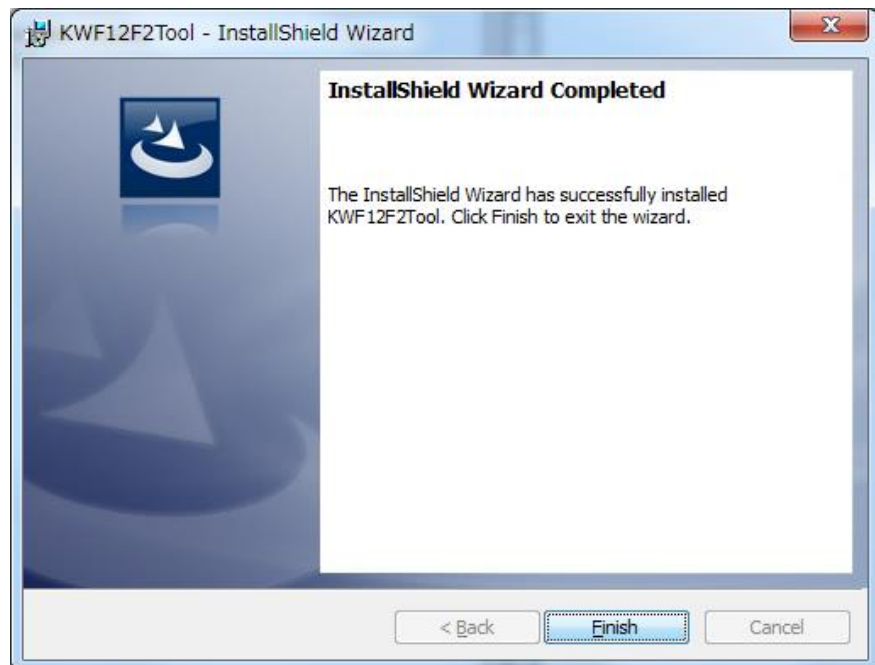 KWF12F2Tool - InstallShield Wizard
InstallShield Wizard Completed
The InstallShield Wizard has successfully installed
KWF12F2Tool. Click Finish to exit the wizard.
< Back Finish Cancel